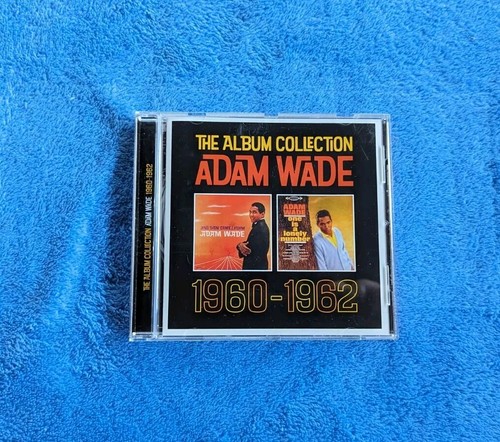 THE ALBUM COLLECTION ADAM WADE 1960-1962
THE ALBUM COLLECTION
ADAM WADE
ADAM WADE
ADAM
WADE
one
is a
lonely
number
1960-1962